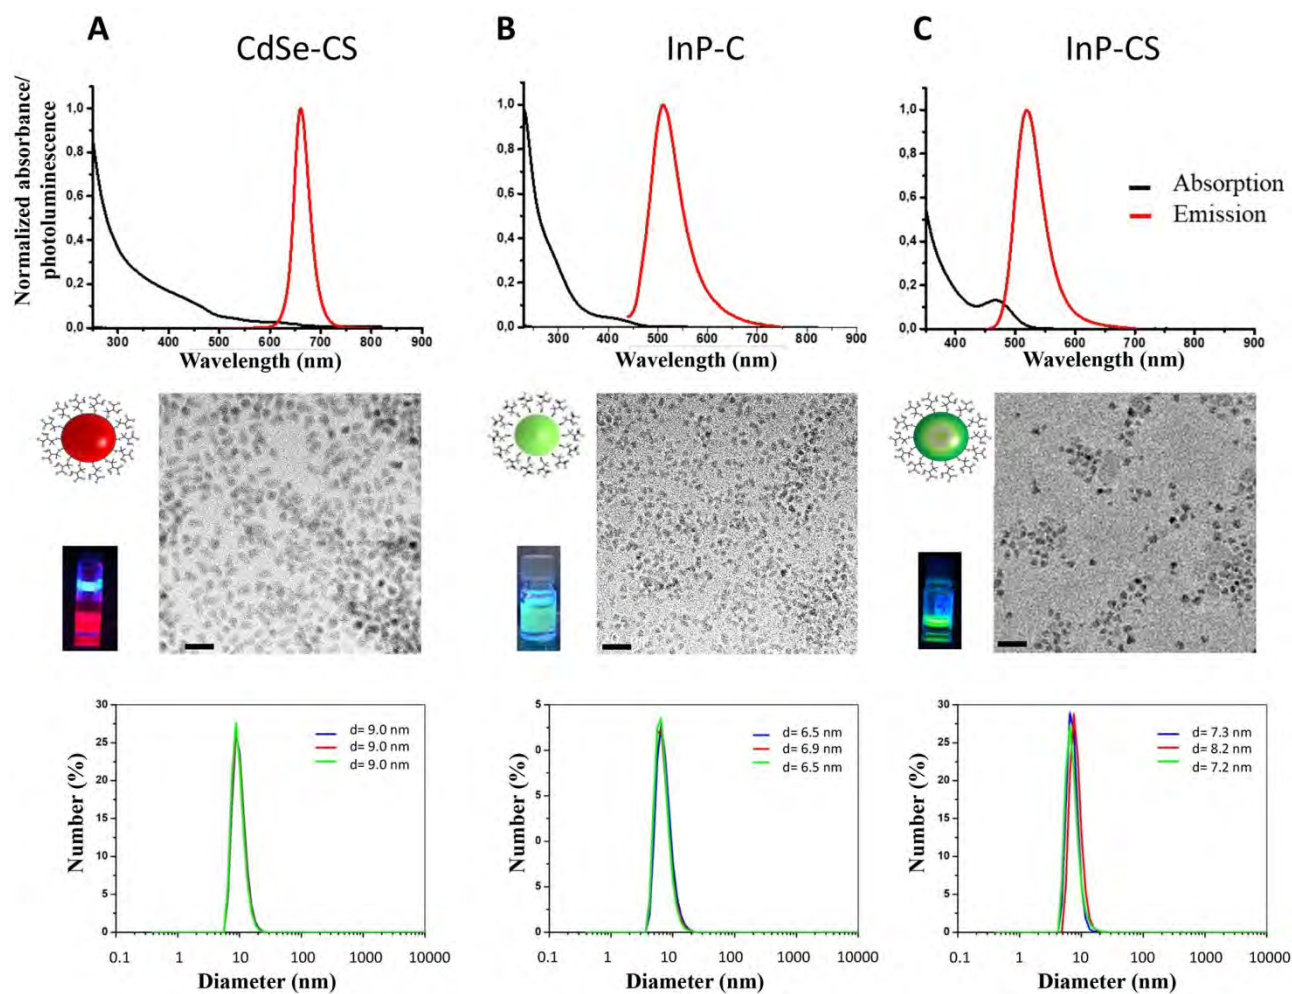 A
CdSe-CS
B
InP-C
C
InP-CS
Normalized absorbance/
photoluminescence
1,0
0,8
0,6
0,4
0,2
0,0
300 400 500 600 700 800 900
Wavelength (nm)
1,0
0,8
0,6
0,4
0,2
0,0
300 400 500 600 700 800 900
Wavelength (nm)
1,0
0,8
0,6
0,4
0,2
0,0
400 500 600 700 800 900
Wavelength (nm)
Absorption
Emission
Number (%)
30
25
20
15
10
5
0
d= 9.0 nm
d= 9.0 nm
d= 9.0 nm
0.1 1 10 100 1000 10000
Diameter (nm)
Number (%)
5
0
5
0
5
0
d= 6.5 nm
d= 6.9 nm
d= 6.5 nm
0.1 1 10 100 1000 10000
Diameter (nm)
Number (%)
30
25
20
15
10
5
0
d= 7.3 nm
d= 8.2 nm
d= 7.2 nm
0.1 1 10 100 1000 10000
Diameter (nm)